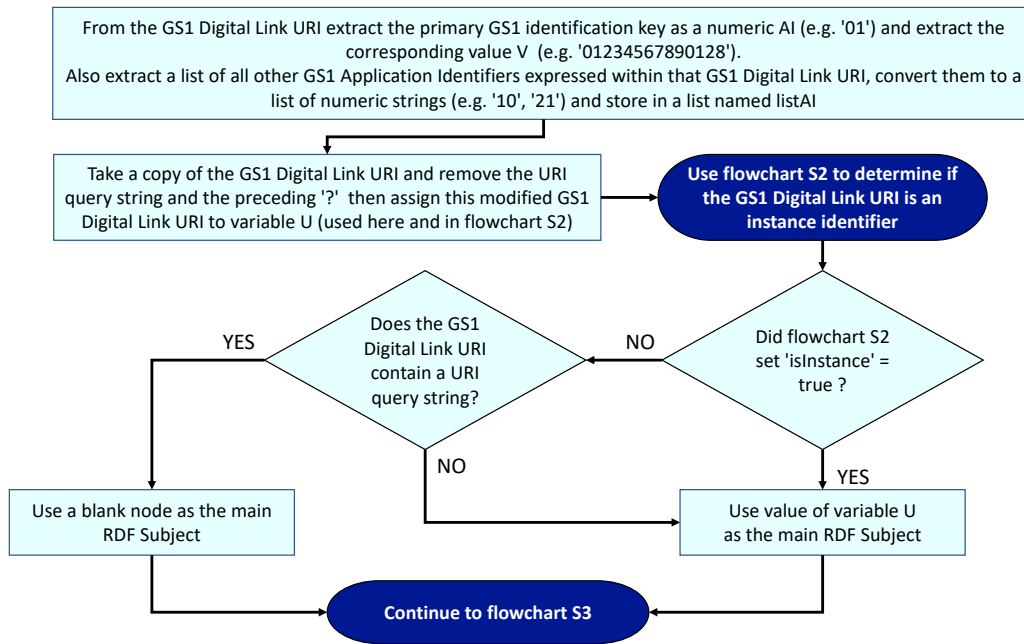 From the GS1 Digital Link URI extract the primary GS1 identification key as a numeric AI (e.g. '01') and extract the
corresponding value V (e.g. '01234567890128').
Also extract a list of all other GS1 Application Identifiers expressed within that GS1 Digital Link URI, convert them to a
list of numeric strings (e.g. '10', '21') and store in a list named listAI
Take a copy of the GS1 Digital Link URI and remove the URI
query string and the preceding '?' then assign this modified GS1
Digital Link URI to variable U (used here and in flowchart S2)
Use flowchart S2 to determine if
the GS1 Digital Link URI is an
instance identifier
Did flowchart S2
set 'isInstance' =
true ?
NO
Does the GS1
Digital Link URI
contain a URI
query string?
YES
NO
YES
Use a blank node as the main
RDF Subject
Use value of variable U
as the main RDF Subject
Continue to flowchart S3